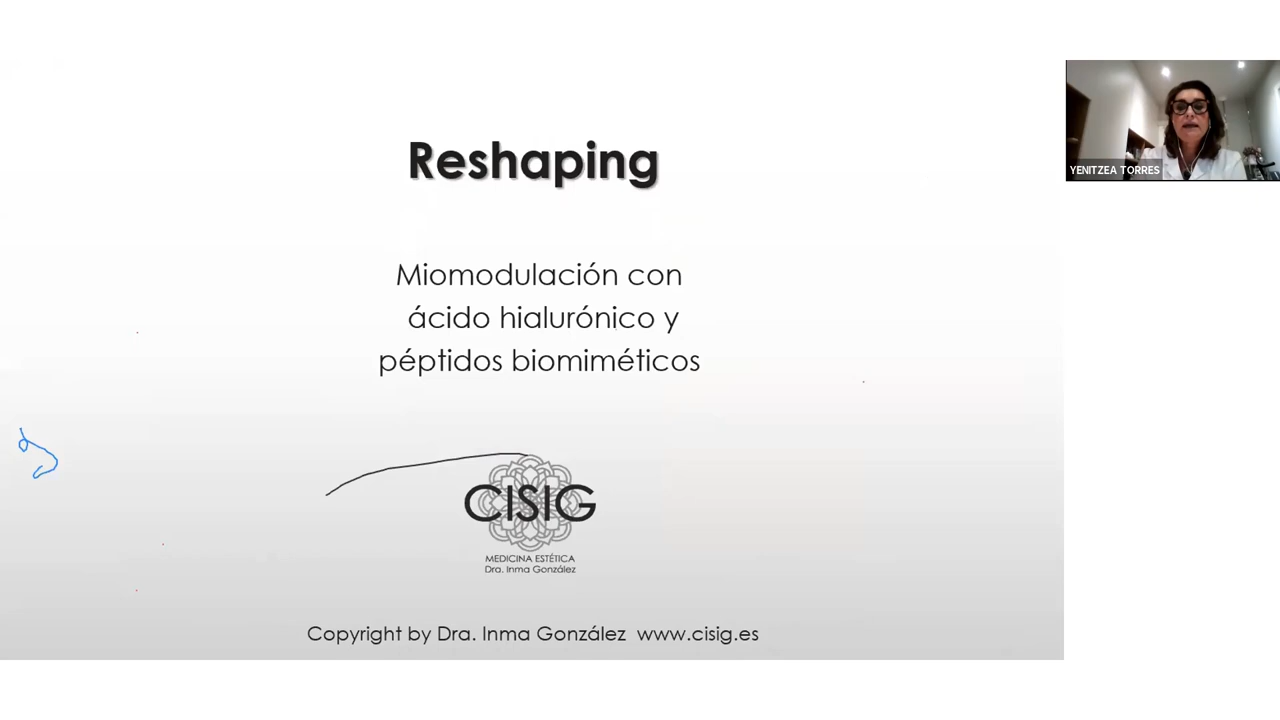 Reshaping
Miomodulación con
ácido hialurónico y
péptidos biomiméticos
CISIG
MEDICINA ESTÉTICA
Dra. Inma González
Copyright by Dra. Inma González www.cisig.es
YENITZEA TORRES